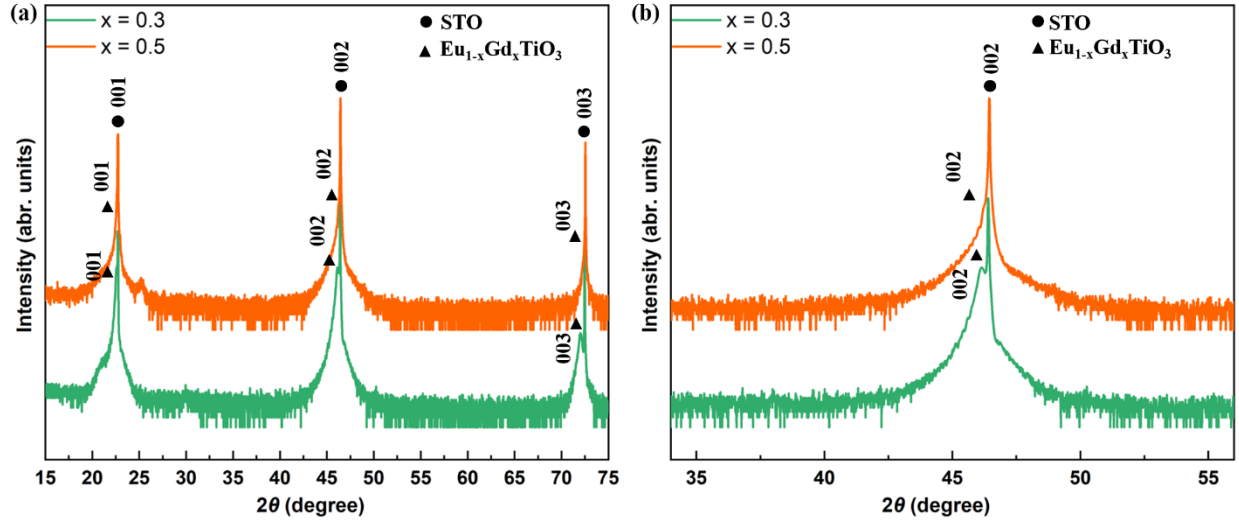 (a)
x = 0.3
x = 0.5
● STO
▲ Eu₁₋ₓGdₓTiO₃
001
001
001
002
002
002
003
003
003
Intensity (abr. units)
15 20 25 30 35 40 45 50 55 60 65 70 75
2θ (degree)
(b)
x = 0.3
x = 0.5
● STO
▲ Eu₁₋ₓGdₓTiO₃
002
002
002
Intensity (abr. units)
35 40 45 50 55
2θ (degree)